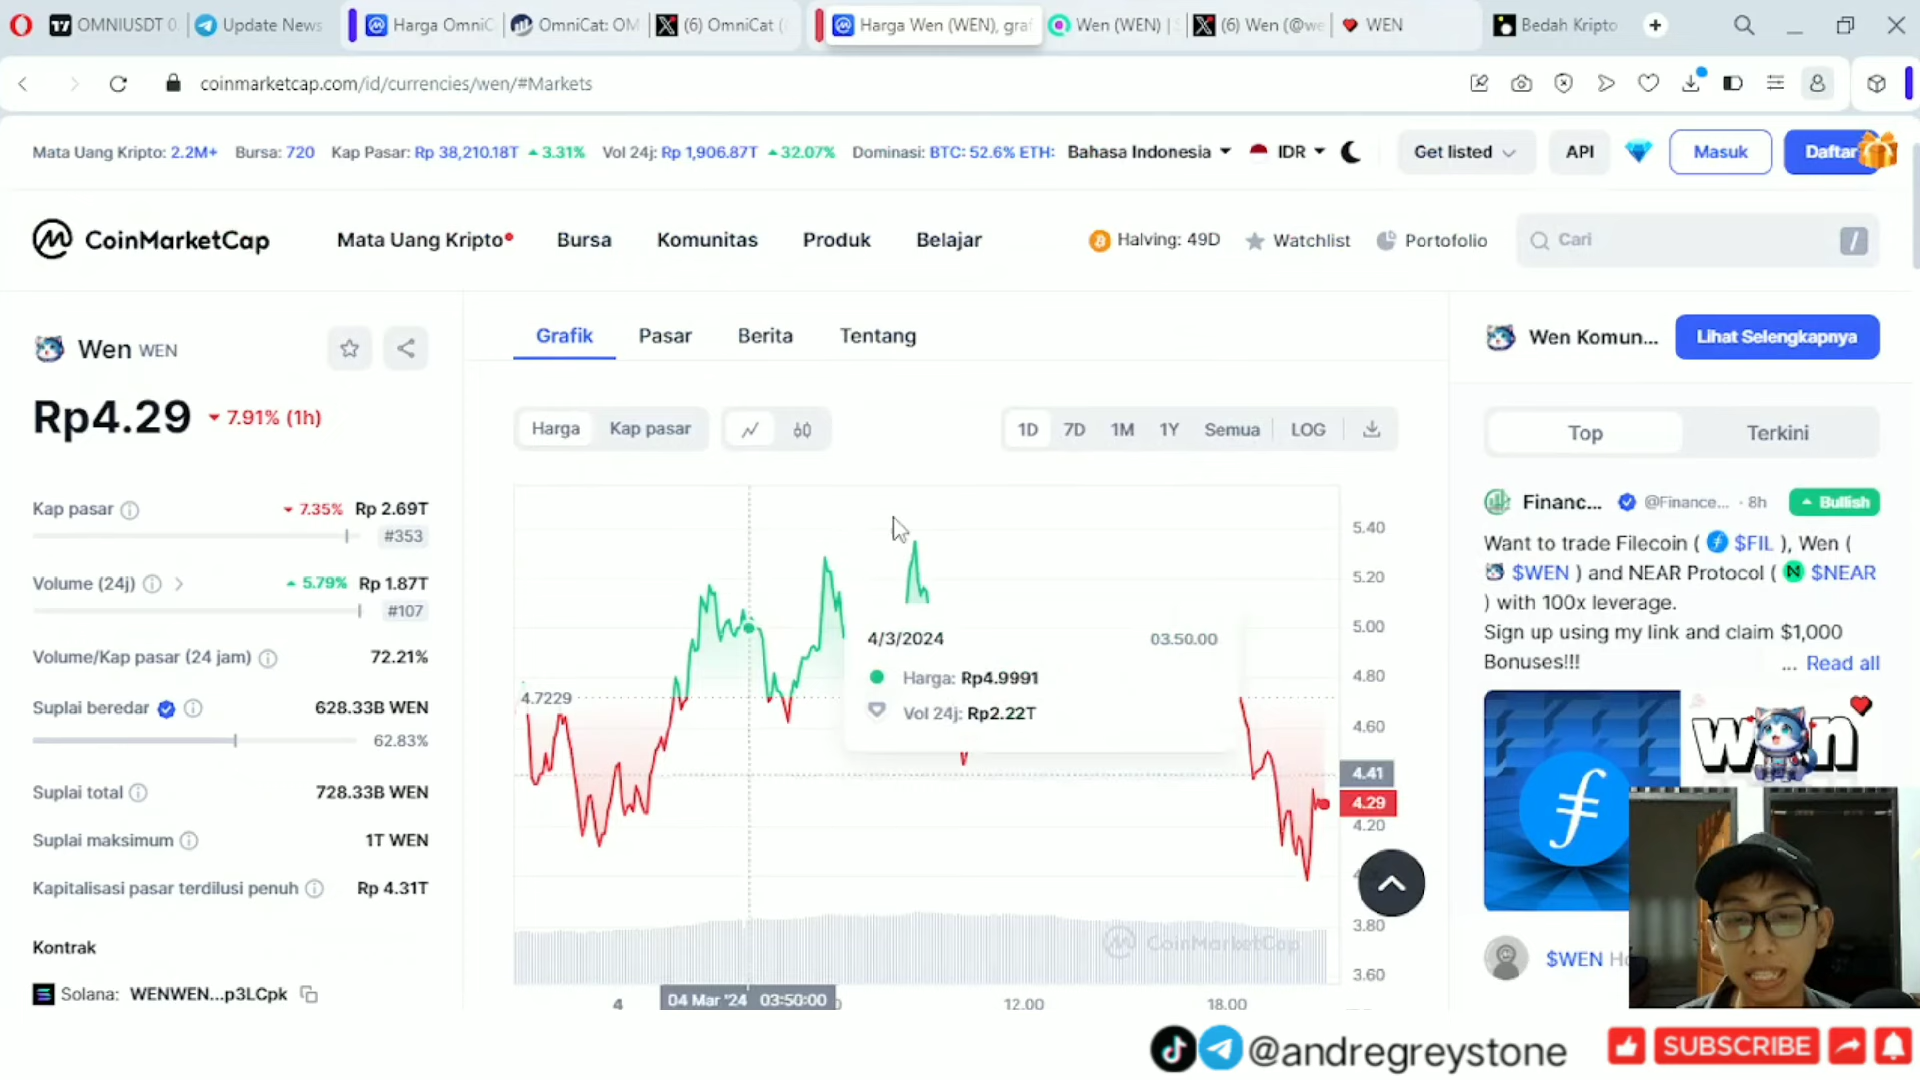 OMNIUSDT 0.
Update News
Harga OmniC
OmniCat: OM
(6) OmniCat (
Harga Wen (WEN), graf
Wen (WEN) | S
(6) Wen (@we
WEN
Bedah Kripto
coinmarketcap.com/id/currencies/wen/#Markets
Mata Uang Kripto: 2.2M+ Bursa: 720 Kap Pasar: Rp 38,210.18T 3.31% Vol 24j: Rp 1,906.87T 32.07% Dominasi: BTC: 52.6% ETH:
Bahasa Indonesia
IDR
Get listed
API
Masuk
Daftar
CoinMarketCap
Mata Uang Kripto
Bursa
Komunitas
Produk
Belajar
Halving: 49D
Watchlist
Portofolio
Cari
/
Wen WEN
Rp4.29 7.91% (1h)
Kap pasar 7.35% Rp 2.69T
#353
Volume (24j) 5.79% Rp 1.87T
#107
Volume/Kap pasar (24 jam) 72.21%
Suplai beredar 628.33B WEN
62.83%
Suplai total 728.33B WEN
Suplai maksimum 1T WEN
Kapitalisasi pasar terdilusi penuh Rp 4.31T
Kontrak
Solana: WENWEN...p3LCpk
Grafik
Pasar
Berita
Tentang
Harga
Kap pasar
1D
7D
1M
1Y
Semua
LOG
5.40
5.20
5.00
4.80
4.60
4.41
4.29
4.20
3.80
3.60
4.7229
4/3/2024 03.50.00
Harga: Rp4.9991
Vol 24j: Rp2.22T
CoinMarketCap
4
04 Mar '24 03:50:00
12.00
18.00
Wen Komun...
Lihat Selengkapnya
Top
Terkini
Financ... @Finance... · 8h
Bullish
Want to trade Filecoin ( $FIL ), Wen (
$WEN ) and NEAR Protocol ( $NEAR
) with 100x leverage.
Sign up using my link and claim $1,000
Bonuses!!!
... Read all
wen
$WEN
@andregreystone
SUBSCRIBE